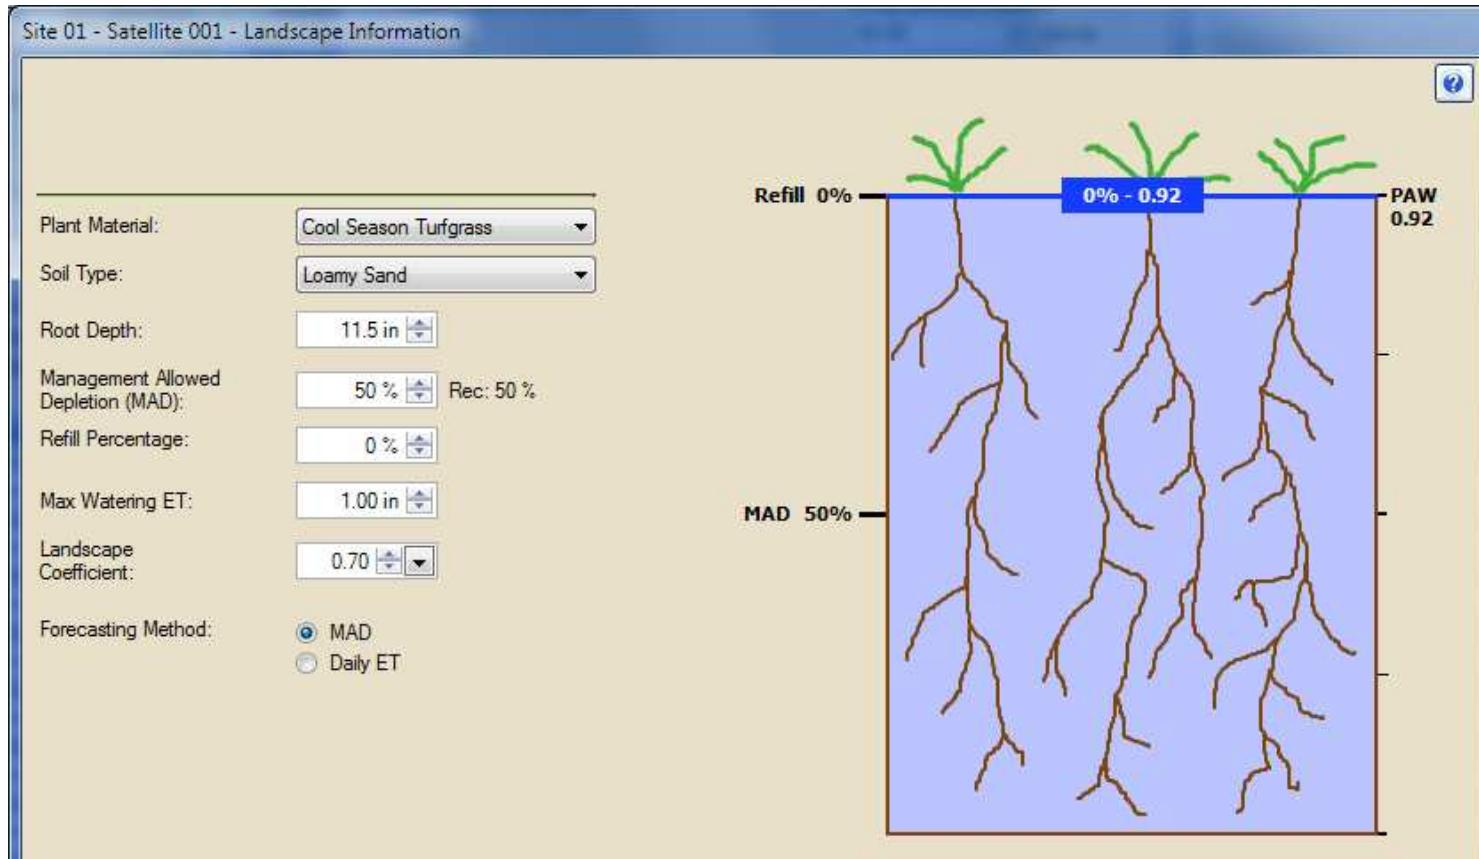 Site 01 - Satellite 001 - Landscape Information
Plant Material:
Cool Season Turfgrass
Soil Type:
Loamy Sand
Root Depth:
11.5 in
Management Allowed
Depletion (MAD):
50 %
Rec: 50 %
Refill Percentage:
0 %
Max Watering ET:
1.00 in
Landscape
Coefficient:
0.70
Forecasting Method:
MAD
Daily ET
Refill 0%
0% - 0.92
PAW
0.92
MAD 50%
?